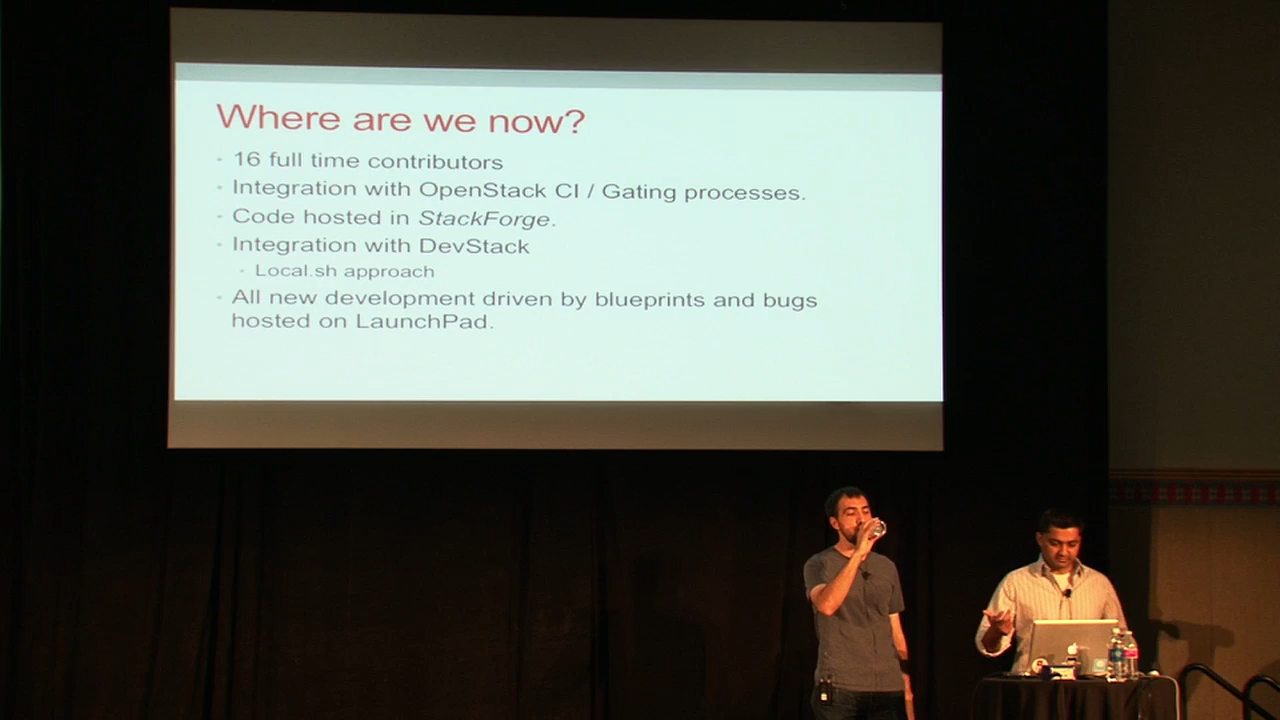 Where are we now?
16 full time contributors
Integration with OpenStack CI / Gating processes.
Code hosted in StackForge.
Integration with DevStack
Local.sh approach
All new development driven by blueprints and bugs
hosted on LaunchPad.